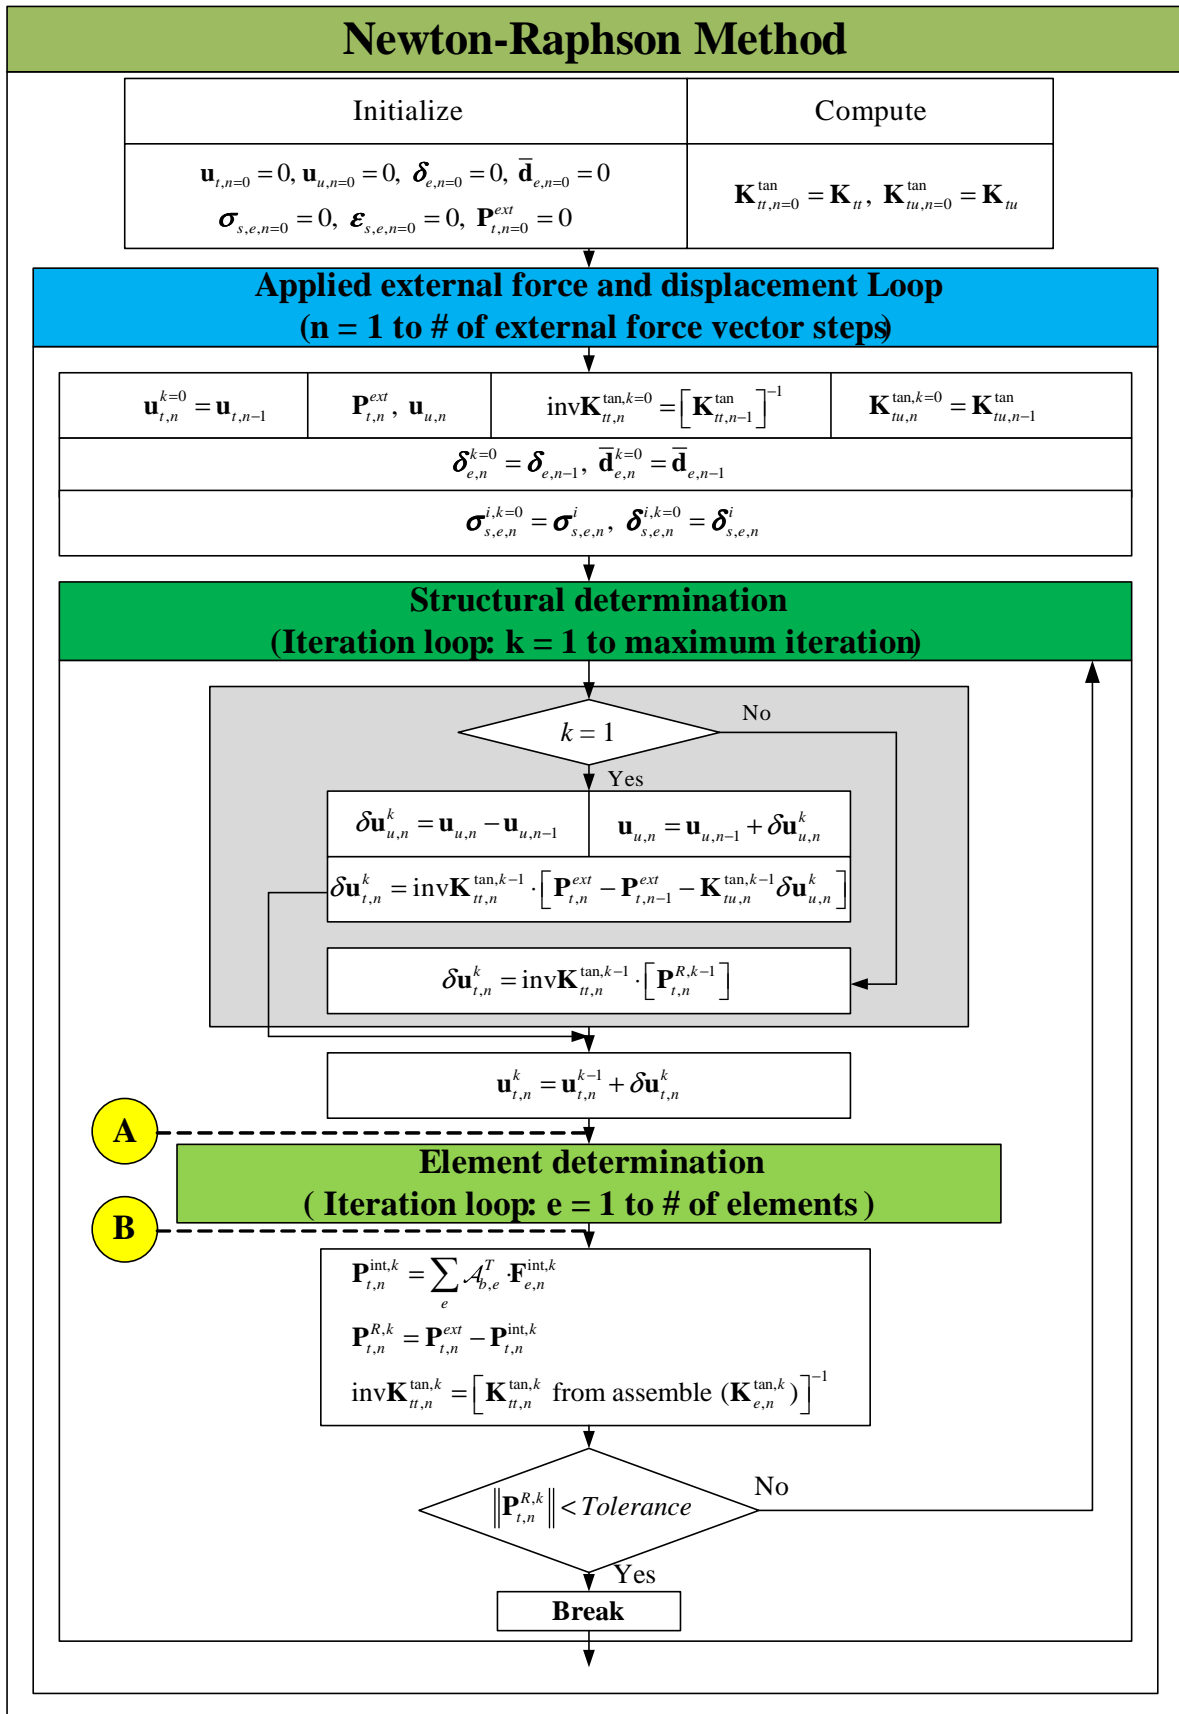 Newton-Raphson Method
Initialize
Compute
𝐮_{t,n=0} = 0, 𝐮_{u,n=0} = 0, 𝜹_{e,n=0} = 0, 𝐝̅_{e,n=0} = 0
𝝈_{s,e,n=0} = 0, 𝜺_{s,e,n=0} = 0, 𝐏^{ext}_{t,n=0} = 0
𝐊^{tan}_{tt,n=0} = 𝐊_{tt}, 𝐊^{tan}_{tu,n=0} = 𝐊_{tu}
Applied external force and displacement Loop
(n = 1 to # of external force vector steps)
𝐮^{k=0}_{t,n} = 𝐮_{t,n−1}
𝐏^{ext}_{t,n}, 𝐮_{u,n}
inv𝐊^{tan,k=0}_{tt,n} = [𝐊^{tan}_{tt,n−1}]^{−1}
𝐊^{tan,k=0}_{tu,n} = 𝐊^{tan}_{tu,n−1}
𝜹^{k=0}_{e,n} = 𝜹_{e,n−1}, 𝐝̅^{k=0}_{e,n} = 𝐝̅_{e,n−1}
𝝈^{i,k=0}_{s,e,n} = 𝝈^{i}_{s,e,n}, 𝜹^{i,k=0}_{s,e,n} = 𝜹^{i}_{s,e,n}
Structural determination
(Iteration loop: k = 1 to maximum iteration)
k = 1
No
Yes
δ𝐮^{k}_{u,n} = 𝐮_{u,n} − 𝐮_{u,n−1}
𝐮_{u,n} = 𝐮_{u,n−1} + δ𝐮^{k}_{u,n}
δ𝐮^{k}_{t,n} = inv𝐊^{tan,k−1}_{tt,n} · [𝐏^{ext}_{t,n} − 𝐏^{ext}_{t,n−1} − 𝐊^{tan,k−1}_{tu,n} δ𝐮^{k}_{u,n}]
δ𝐮^{k}_{t,n} = inv𝐊^{tan,k−1}_{tt,n} · [𝐏^{R,k−1}_{t,n}]
𝐮^{k}_{t,n} = 𝐮^{k−1}_{t,n} + δ𝐮^{k}_{t,n}
A
Element determination
( Iteration loop: e = 1 to # of elements )
B
𝐏^{int,k}_{t,n} = ∑_{e} 𝒜^{T}_{b,e} · 𝐅^{int,k}_{e,n}
𝐏^{R,k}_{t,n} = 𝐏^{ext}_{t,n} − 𝐏^{int,k}_{t,n}
inv𝐊^{tan,k}_{tt,n} = [𝐊^{tan,k}_{tt,n} from assemble (𝐊^{tan,k}_{e,n})]^{−1}
‖𝐏^{R,k}_{t,n}‖ < Tolerance
No
Yes
Break